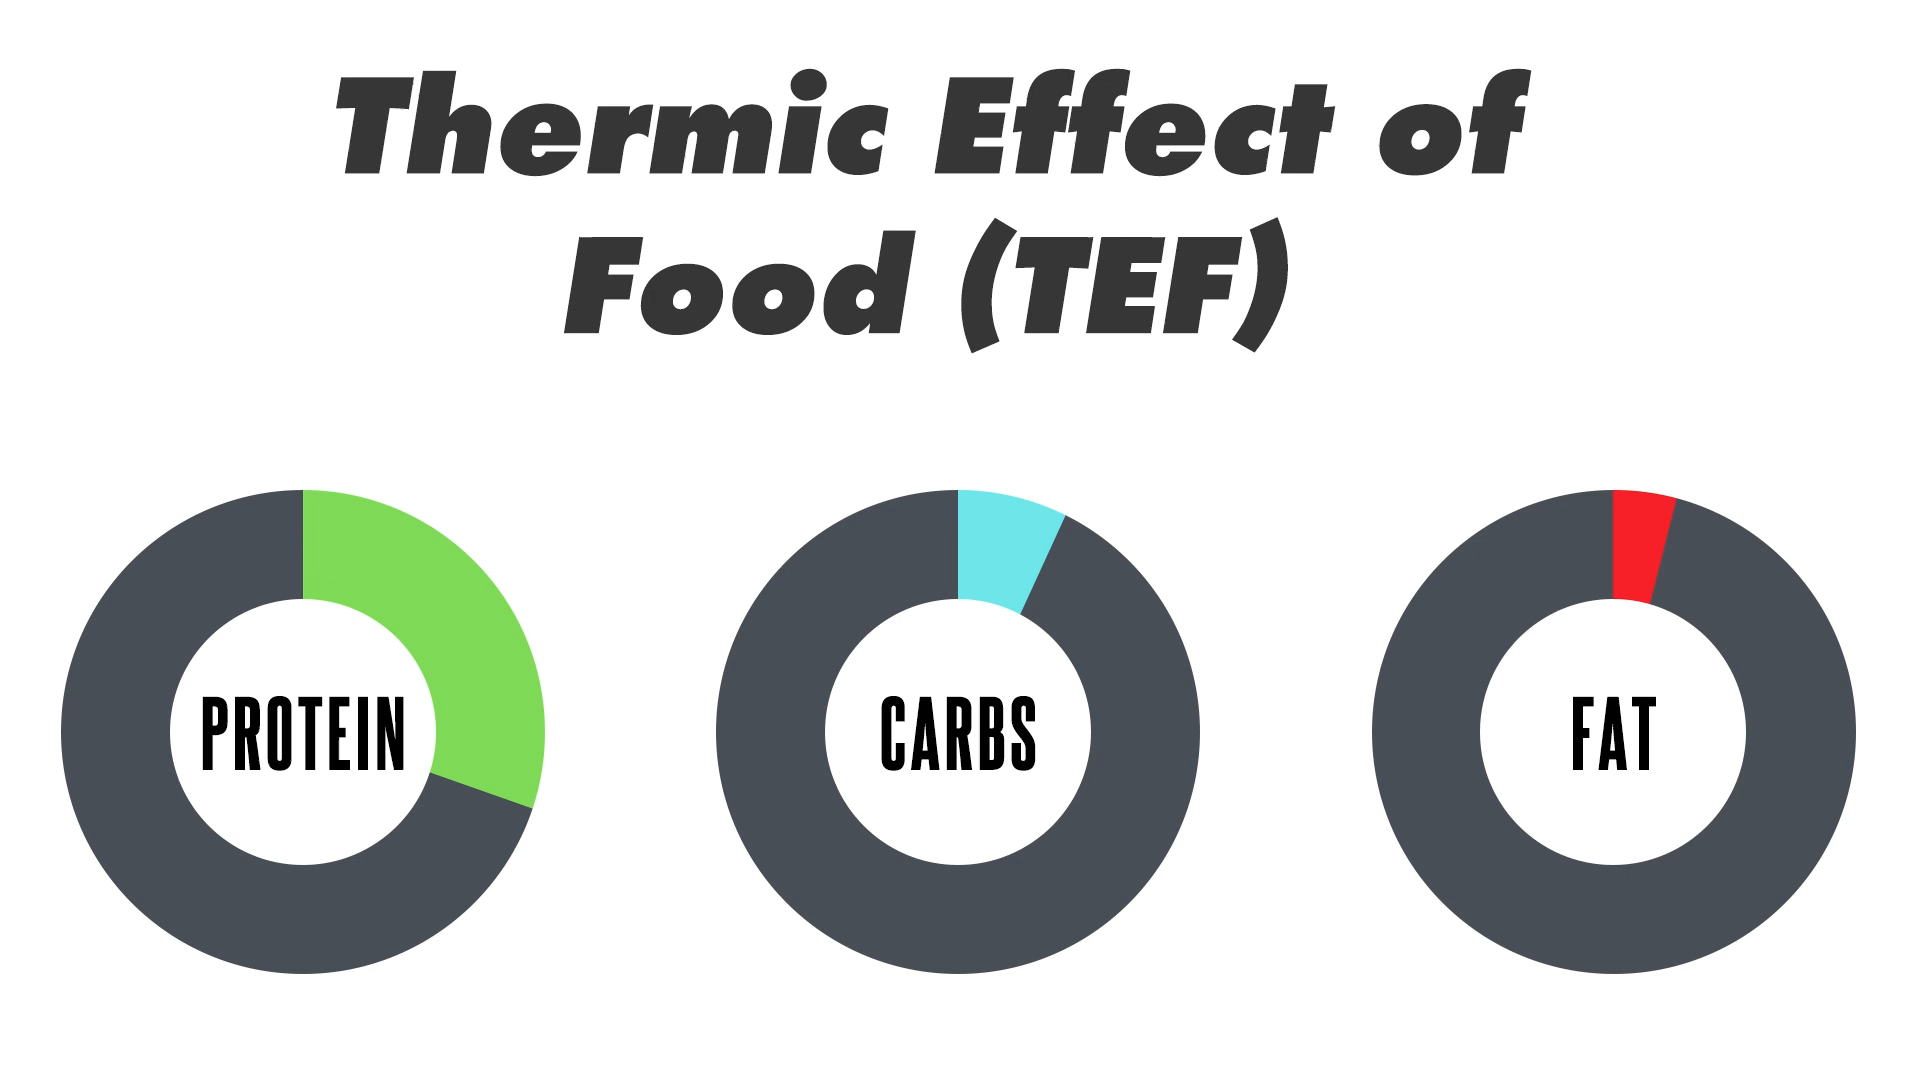 Thermic Effect of
Food (TEF)
PROTEIN
CARBS
FAT